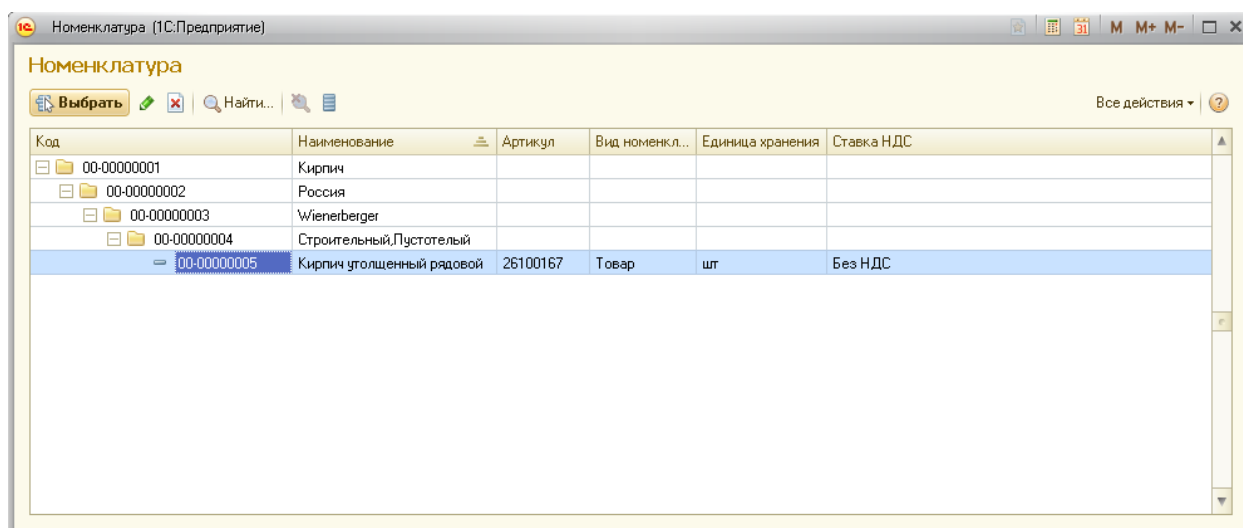 1С Номенклатура (1С:Предприятие) 31 M M+ M-
Номенклатура
Выбрать Найти... Все действия ?
Код Наименование Артикул Вид номенкл... Единица хранения Ставка НДС
00-00000001 Кирпич
00-00000002 Россия
00-00000003 Wienerberger
00-00000004 Строительный,Пустотелый
00-00000005 Кирпич утолщенный рядовой 26100167 Товар шт Без НДС